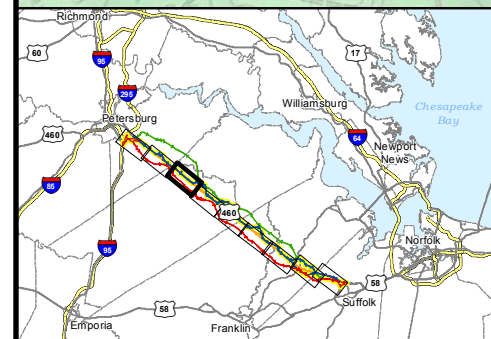 Richmond
60
95
17
295
Williamsburg
Chesapeake
Bay
Petersburg
460
64
Newport
News
85
460
95
Norfolk
58
58
Suffolk
Emporia
Franklin